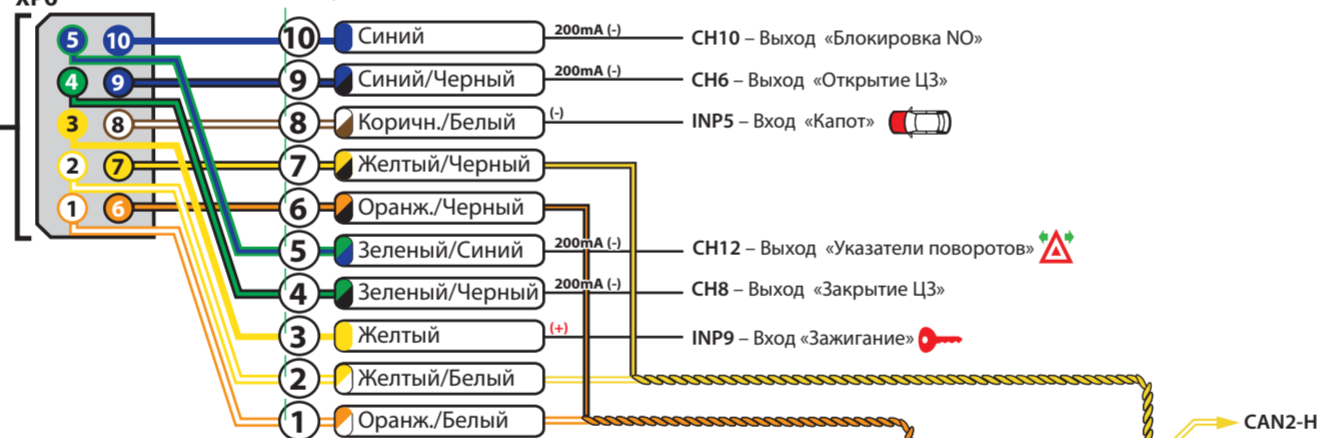 5 10 10 Синий 200mA (-) CH10 – Выход «Блокировка NO»
4 9 9 Синий/Черный 200mA (-) CH6 – Выход «Открытие ЦЗ»
3 8 8 Коричн./Белый (-) INP5 – Вход «Капот»
2 7 7 Желтый/Черный
1 6 6 Оранж./Черный
5 Зеленый/Синий 200mA (-) CH12 – Выход «Указатели поворотов»
4 Зеленый/Черный 200mA (-) CH8 – Выход «Закрытие ЦЗ»
3 Желтый (+) INP9 – Вход «Зажигание»
2 Желтый/Белый
1 Оранж./Белый
CAN2-H